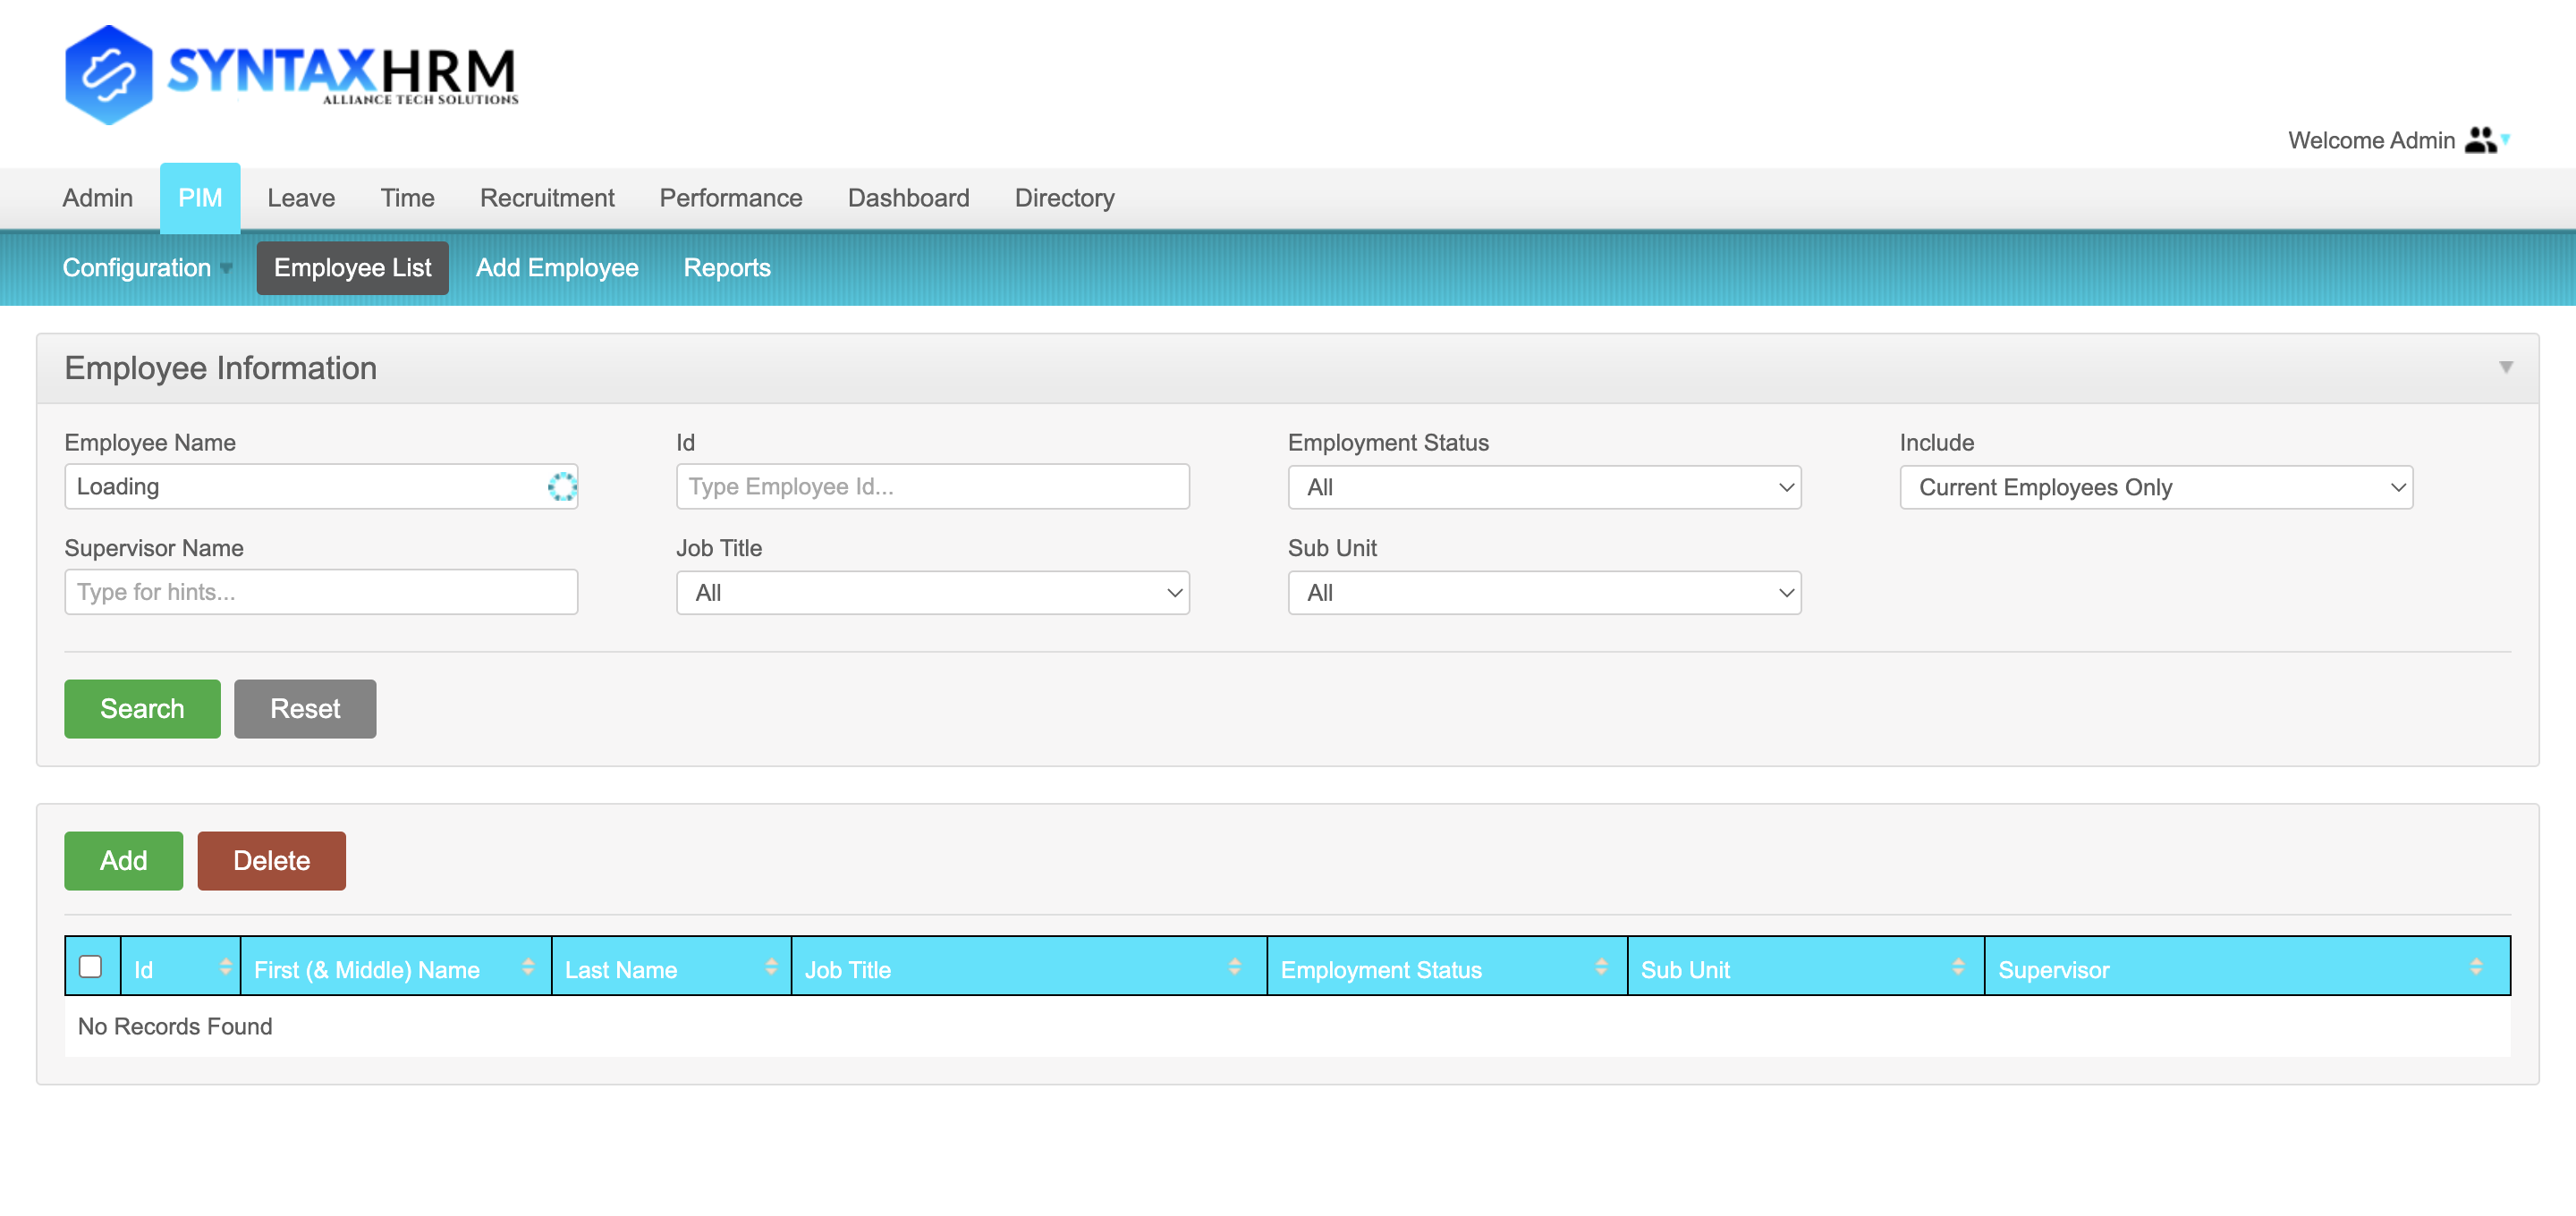 SYNTAXHRM
ALLIANCE TECH SOLUTIONS
Welcome Admin
Admin PIM Leave Time Recruitment Performance Dashboard Directory
Configuration Employee List Add Employee Reports
Employee Information
Employee Name Id Employment Status Include
Loading Type Employee Id... All Current Employees Only
Supervisor Name Job Title Sub Unit
Type for hints... All All
Search Reset
Add Delete
Id First (& Middle) Name Last Name Job Title Employment Status Sub Unit Supervisor
No Records Found